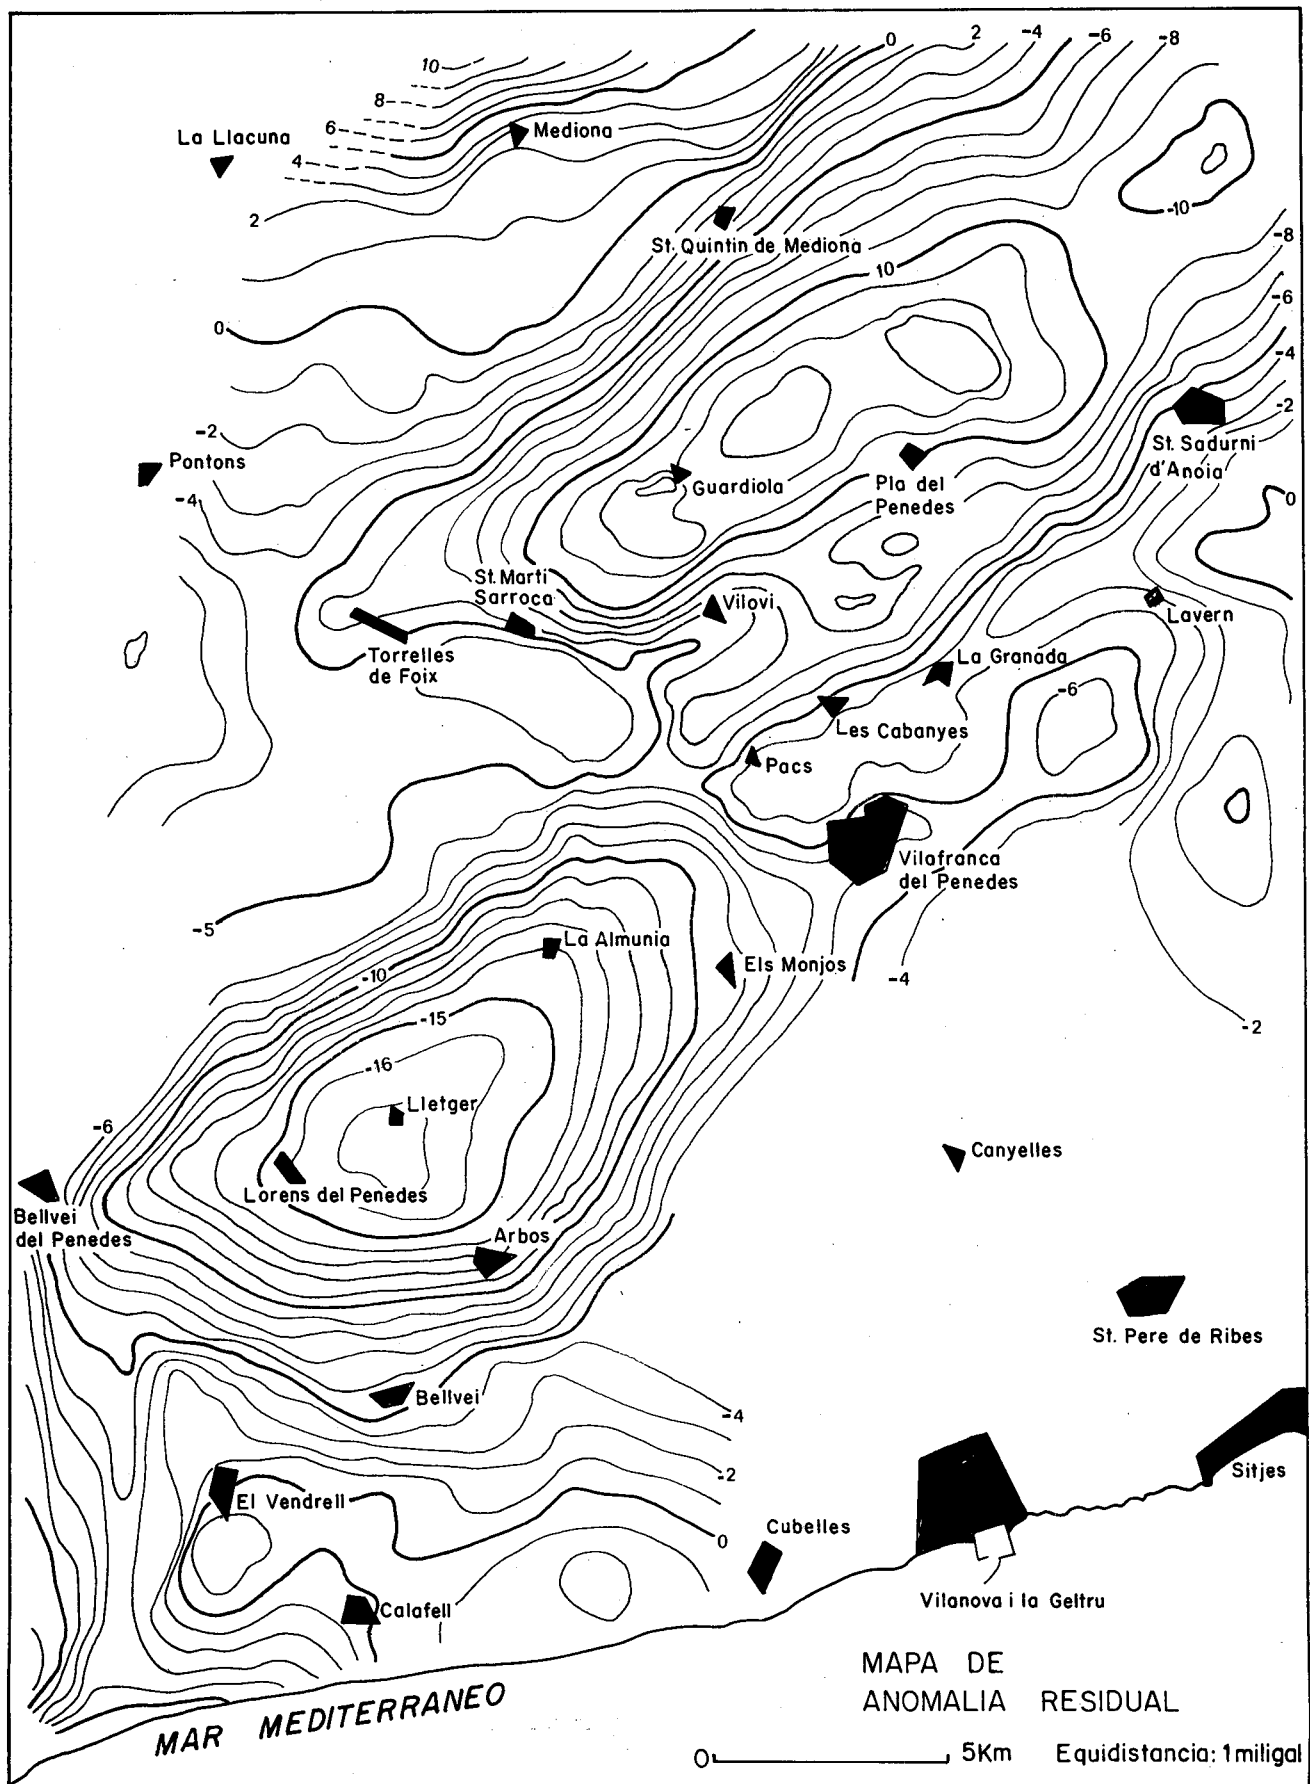 0 2 -4 -6 -8
10
8
La Llacuna
6
Mediona
4
2
-10
St. Quintin de Mediona
-8
10
-6
0
-4
-2
-2
St. Sadurni
d'Anoia
Pontons
Guardiola
Pla del
Penedes
-4
0
St. Marti
Sarroca
Vilovi
Lavern
Torrelles
de Foix
La Granada
-6
Les Cabanyes
Pacs
Vilafranca
del Penedes
-5
La Almunia
Els Monjos
-10
-4
-15
-2
-16
Lletger
-6
Canyelles
Lorens del Penedes
Bellvei
del Penedes
Arbos
St. Pere de Ribes
Bellvei
-4
-2
Sitjes
El Vendrell
Cubelles
0
Vilanova i la Geltru
Calafell
MAPA DE
ANOMALIA RESIDUAL
MAR MEDITERRANEO
0 5Km Equidistancia: 1 miligal